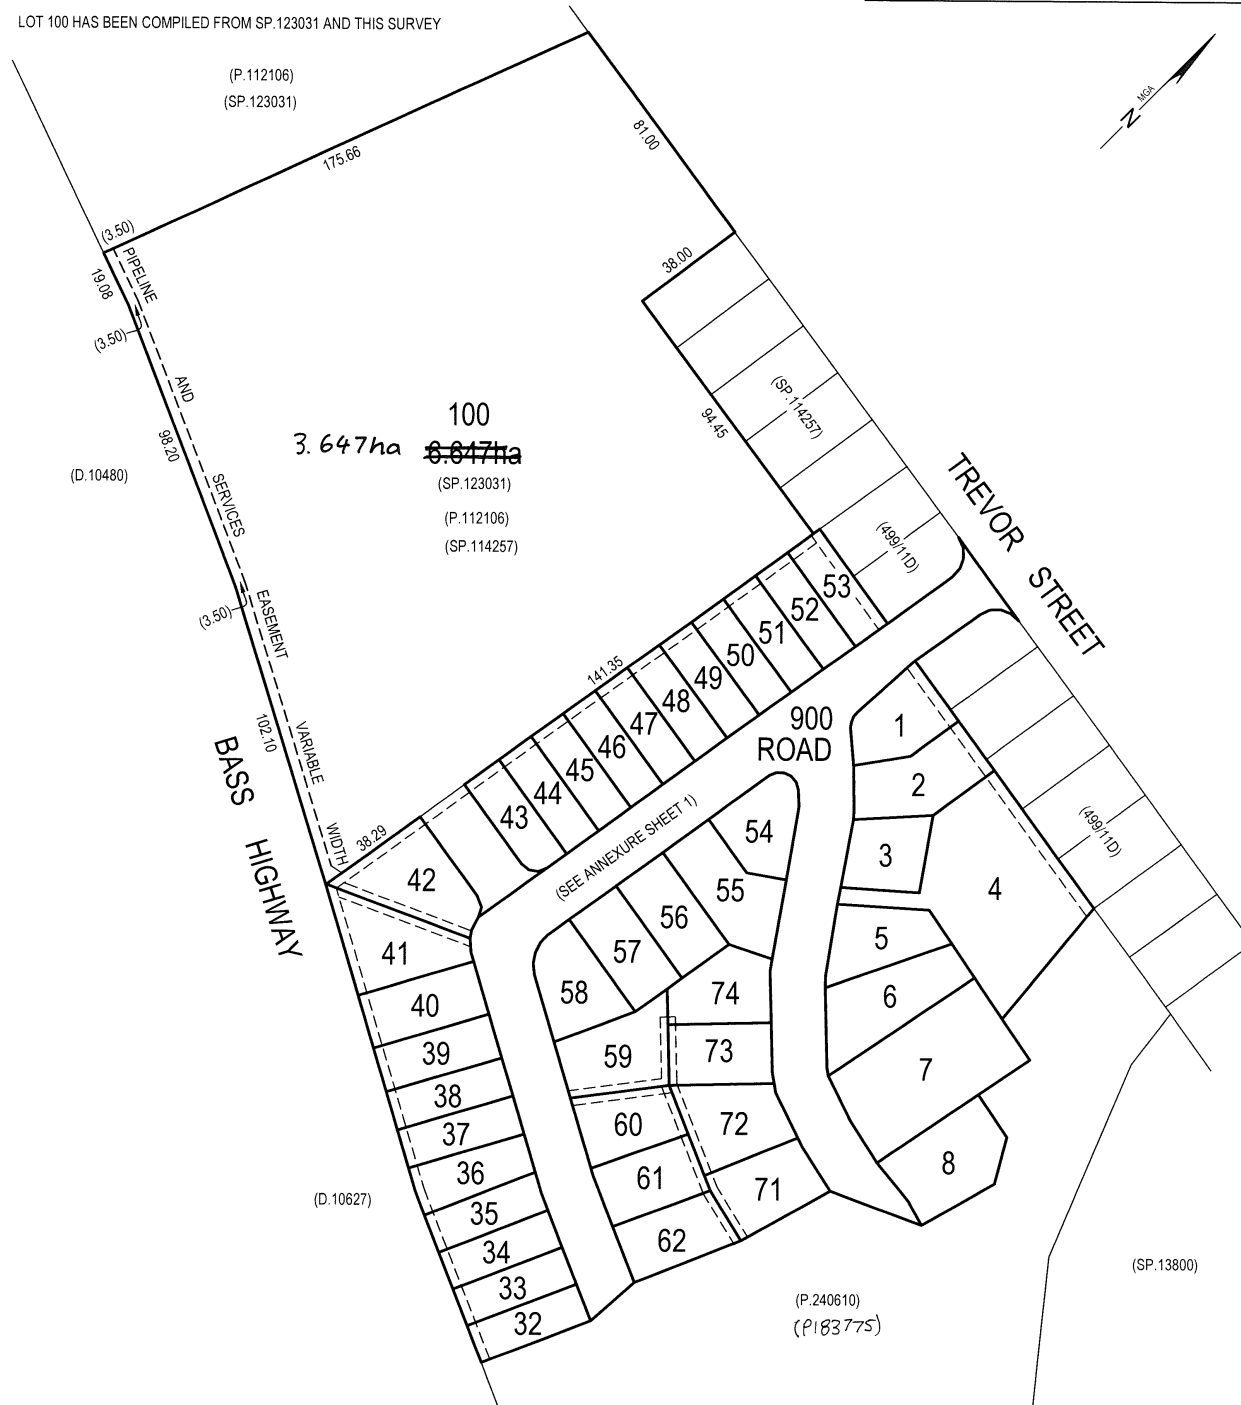 LOT 100 HAS BEEN COMPILED FROM SP.123031 AND THIS SURVEY
(P.112106)
(SP.123031)
MGA
N
81.00
175.66
(3.50)
PIPELINE
19.08
38.00
(3.50)
AND
(SP.114257)
94.45
98.20
100
3.647ha 6.647ha
(SP.123031)
(P.112106)
(SP.114257)
(D.10480)
SERVICES
TREVOR STREET
(499/11D)
(3.50)
EASEMENT
53
52
51
50
49
48
47
46
45
44
43
42
141.35
38.29
102.10
VARIABLE
WIDTH
BASS HIGHWAY
900
ROAD
(SEE ANNEXURE SHEET 1)
1
2
3
4
5
6
7
8
(499/11D)
54
55
56
57
58
59
60
61
62
74
73
72
71
41
40
39
38
37
36
35
34
33
32
(D.10627)
(SP.13800)
(P.240610)
(P183775)